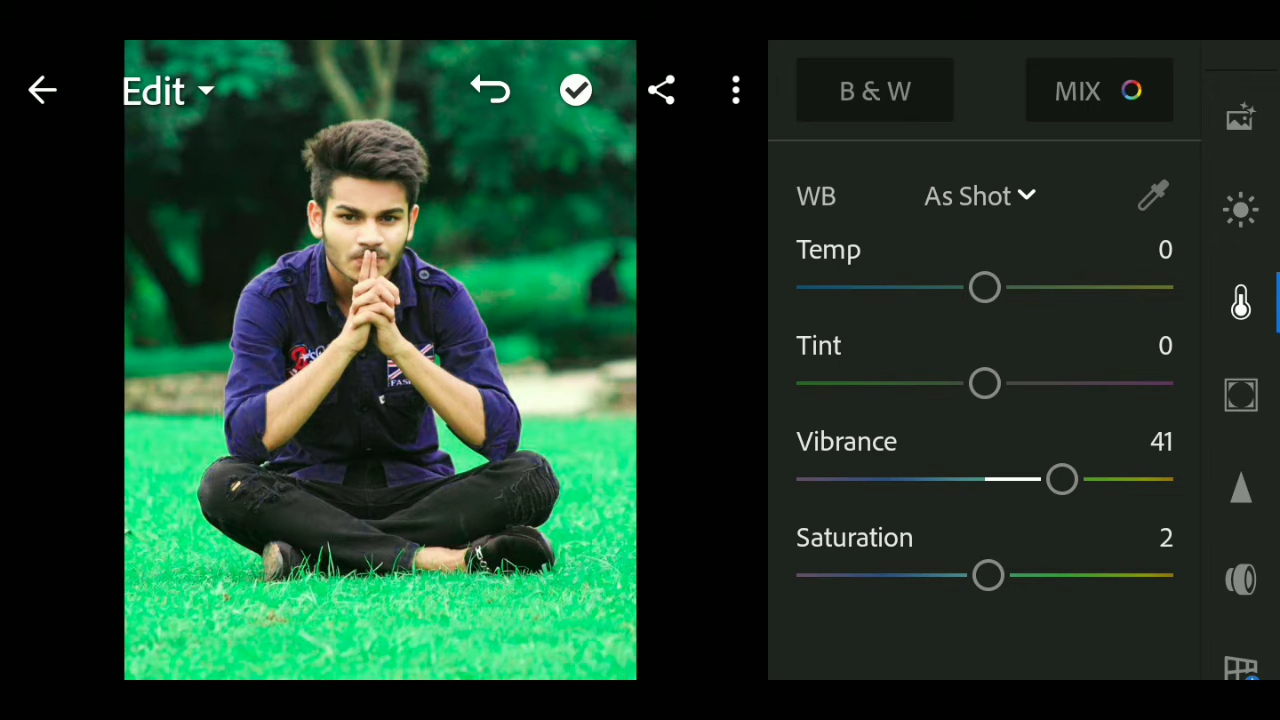 Edit
B & W
MIX
WB
As Shot
Temp
0
Tint
0
Vibrance
41
Saturation
2